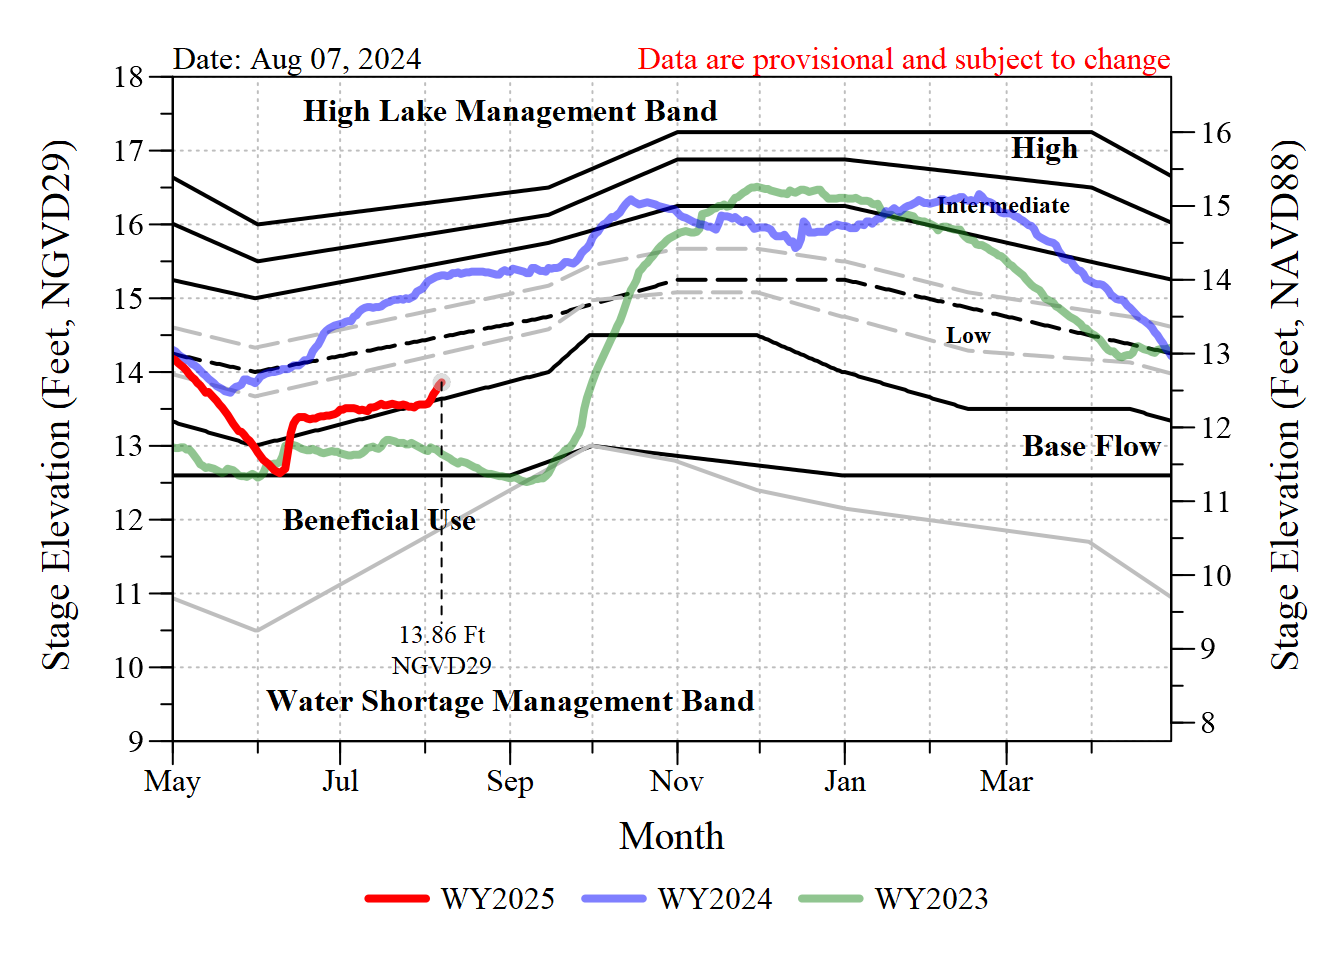 Date: Aug 07, 2024
Data are provisional and subject to change
High Lake Management Band
High
Intermediate
Low
Base Flow
Beneficial Use
13.86 Ft
NGVD29
Water Shortage Management Band
18
17
16
15
14
13
12
11
10
9
Stage Elevation (Feet, NGVD29)
16
15
14
13
12
11
10
9
8
Stage Elevation (Feet, NAVD88)
May
Jul
Sep
Nov
Jan
Mar
Month
WY2025
WY2024
WY2023